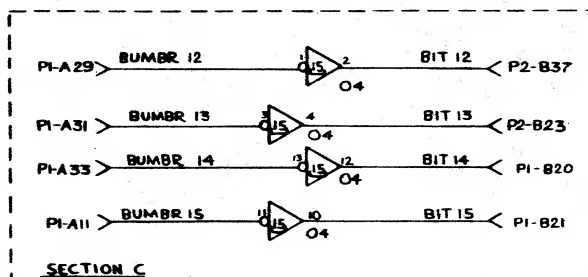 P1-A29 BUMBR 12 1 15 2 04 BIT 12 P2-B37
P1-A31 BUMBR 13 3 15 4 04 BIT 13 P2-B23
P1-A33 BUMBR 14 13 15 12 04 BIT 14 P1-B20
P1-A11 BUMBR 15 11 15 10 04 BIT 15 P1-B21
SECTION C